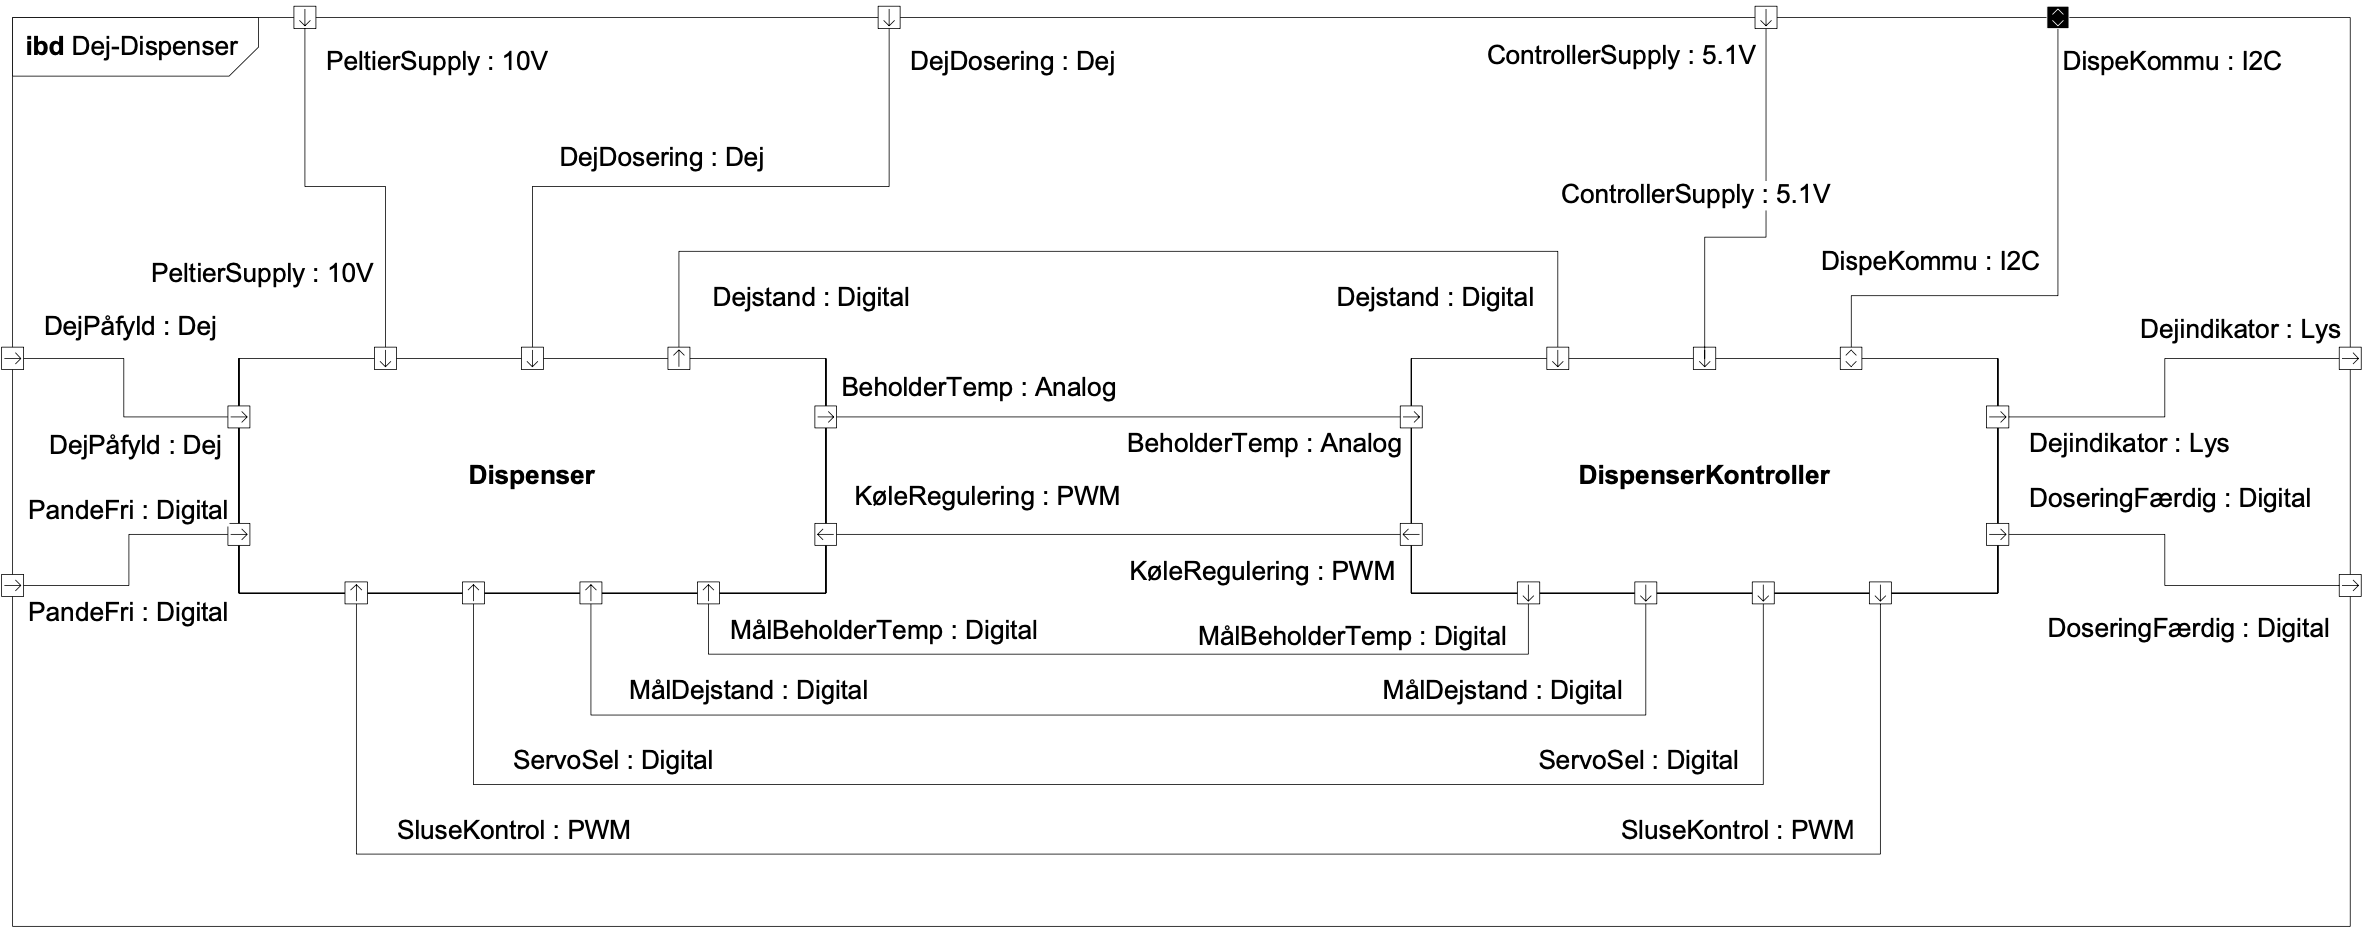 ibd Dej-Dispenser
PeltierSupply : 10V
DejDosering : Dej
ControllerSupply : 5.1V
DispeKommu : I2C
DejDosering : Dej
ControllerSupply : 5.1V
DispeKommu : I2C
PeltierSupply : 10V
Dejstand : Digital
Dejstand : Digital
DejPåfyld : Dej
Dejindikator : Lys
BeholderTemp : Analog
DejPåfyld : Dej
BeholderTemp : Analog
Dejindikator : Lys
Dispenser
DispenserKontroller
PandeFri : Digital
KøleRegulering : PWM
DoseringFærdig : Digital
KøleRegulering : PWM
PandeFri : Digital
MålBeholderTemp : Digital
MålBeholderTemp : Digital
DoseringFærdig : Digital
MålDejstand : Digital
MålDejstand : Digital
ServoSel : Digital
ServoSel : Digital
SluseKontrol : PWM
SluseKontrol : PWM